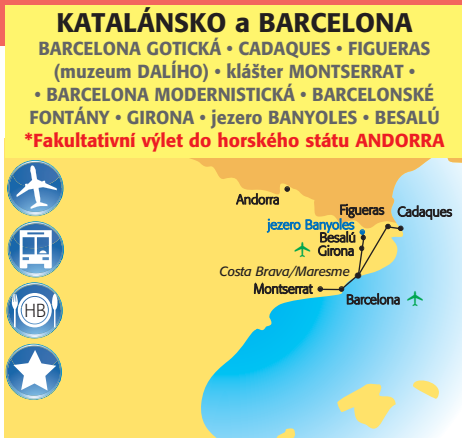 KATALÁNSKO a BARCELONA
BARCELONA GOTICKÁ • CADAQUES • FIGUERAS
(muzeum DALÍHO) • klášter MONTSERRAT •
• BARCELONA MODERNISTICKÁ • BARCELONSKÉ
FONTÁNY • GIRONA • jezero BANYOLES • BESALÚ
*Fakultativní výlet do horského státu ANDORRA
Andorra
Figueras
Cadaques
jezero Banyoles
Besalú
Girona
Costa Brava/Maresme
Montserrat
Barcelona
HB